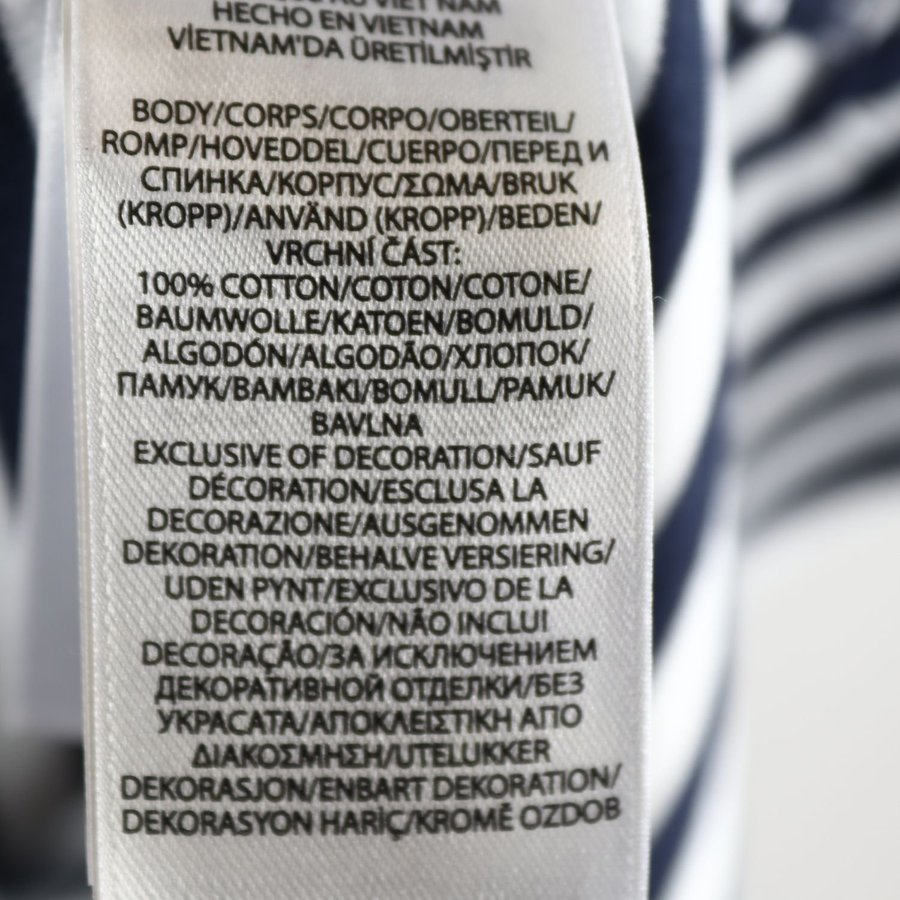 VIET NAM
HECHO EN VIETNAM
VİETNAM'DA ÜRETİLMİŞTİR
BODY/CORPS/CORPO/OBERTEIL/
ROMP/HOVEDDEL/CUERPO/ПЕРЕД И
СПИНКА/КОРПУС/ΣΩΜΑ/BRUK
(KROPP)/ANVÄND (KROPP)/BEDEN/
VRCHNÍ ČÁST:
100% COTTON/COTON/COTONE/
BAUMWOLLE/KATOEN/BOMULD/
ALGODÓN/ALGODÃO/ХЛОПОК/
ПАМУК/ΒΑΜΒΑΚΙ/BOMULL/PAMUK/
BAVLNA
EXCLUSIVE OF DECORATION/SAUF
DÉCORATION/ESCLUSA LA
DECORAZIONE/AUSGENOMMEN
DEKORATION/BEHALVE VERSIERING/
UDEN PYNT/EXCLUSIVO DE LA
DECORACIÓN/NÃO INCLUI
DECORAÇÃO/ЗА ИСКЛЮЧЕНИЕМ
ДЕКОРАТИВНОЙ ОТДЕЛКИ/БЕЗ
УКРАСАТА/ΑΠΟΚΛΕΙΣΤΙΚΗ ΑΠΟ
ΔΙΑΚΟΣΜΗΣΗ/UTELUKKER
DEKORASJON/ENBART DEKORATION/
DEKORASYON HARİÇ/KROMĚ OZDOB